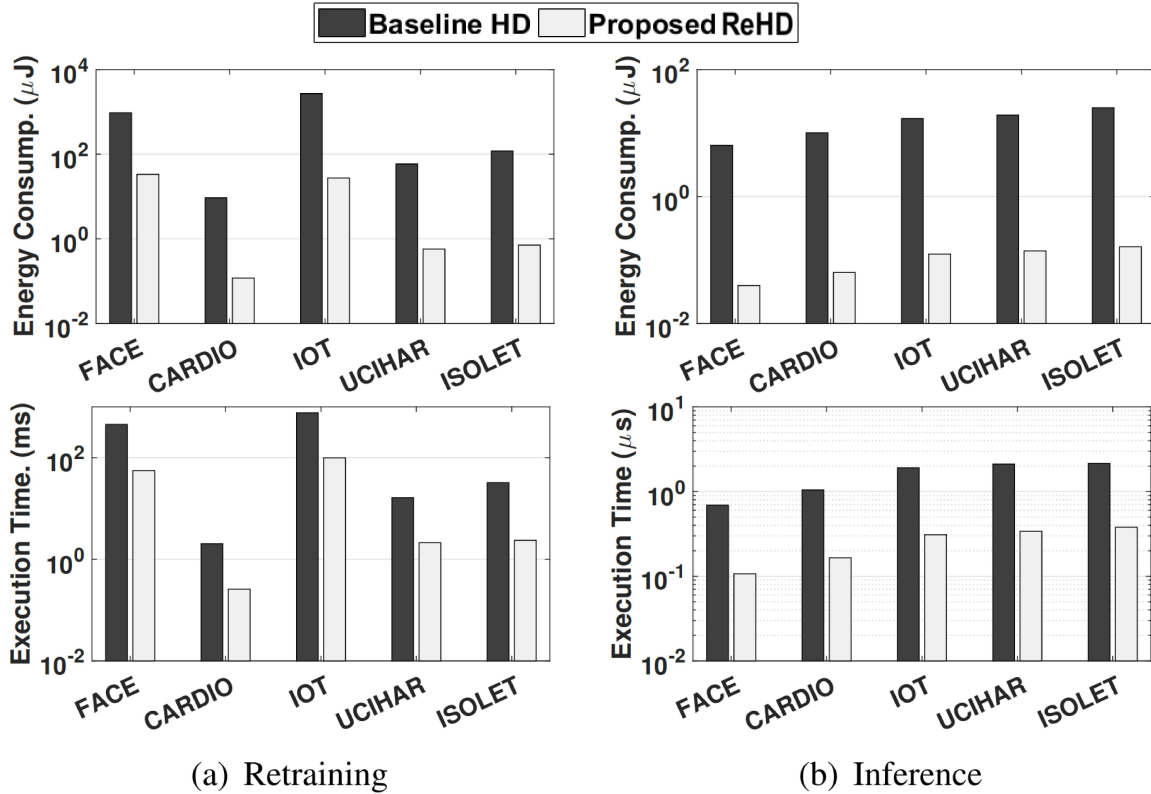 Baseline HD Proposed ReHD
Energy Consump. (μJ)
10^4
10^2
10^0
10^-2
FACE CARDIO IOT UCIHAR ISOLET
Energy Consump. (μJ)
10^2
10^0
10^-2
FACE CARDIO IOT UCIHAR ISOLET
Execution Time. (ms)
10^2
10^0
10^-2
FACE CARDIO IOT UCIHAR ISOLET
Execution Time (μs)
10^1
10^0
10^-1
10^-2
FACE CARDIO IOT UCIHAR ISOLET
(a) Retraining
(b) Inference